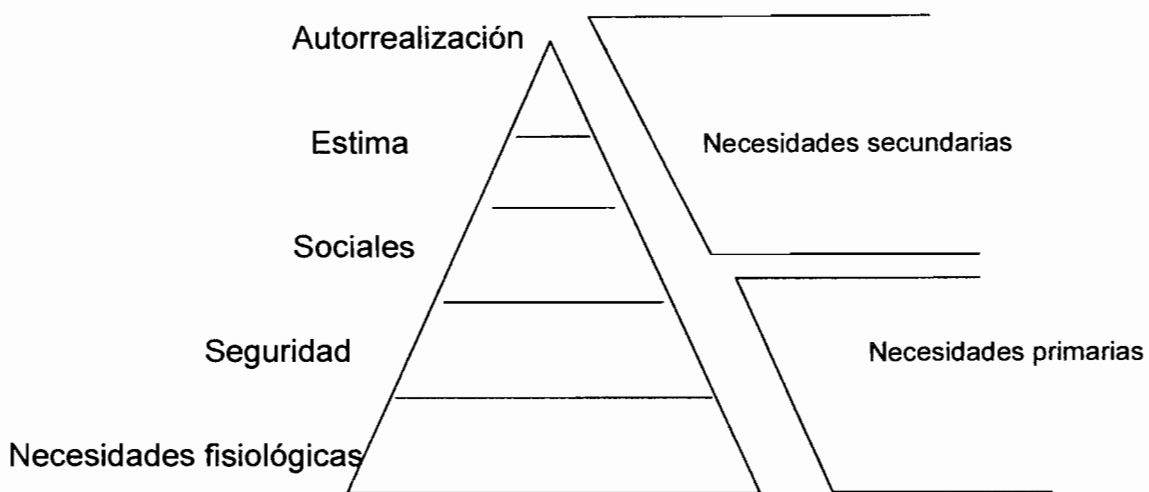 Autorrealización
Estima
Necesidades secundarias
Sociales
Seguridad
Necesidades primarias
Necesidades fisiológicas